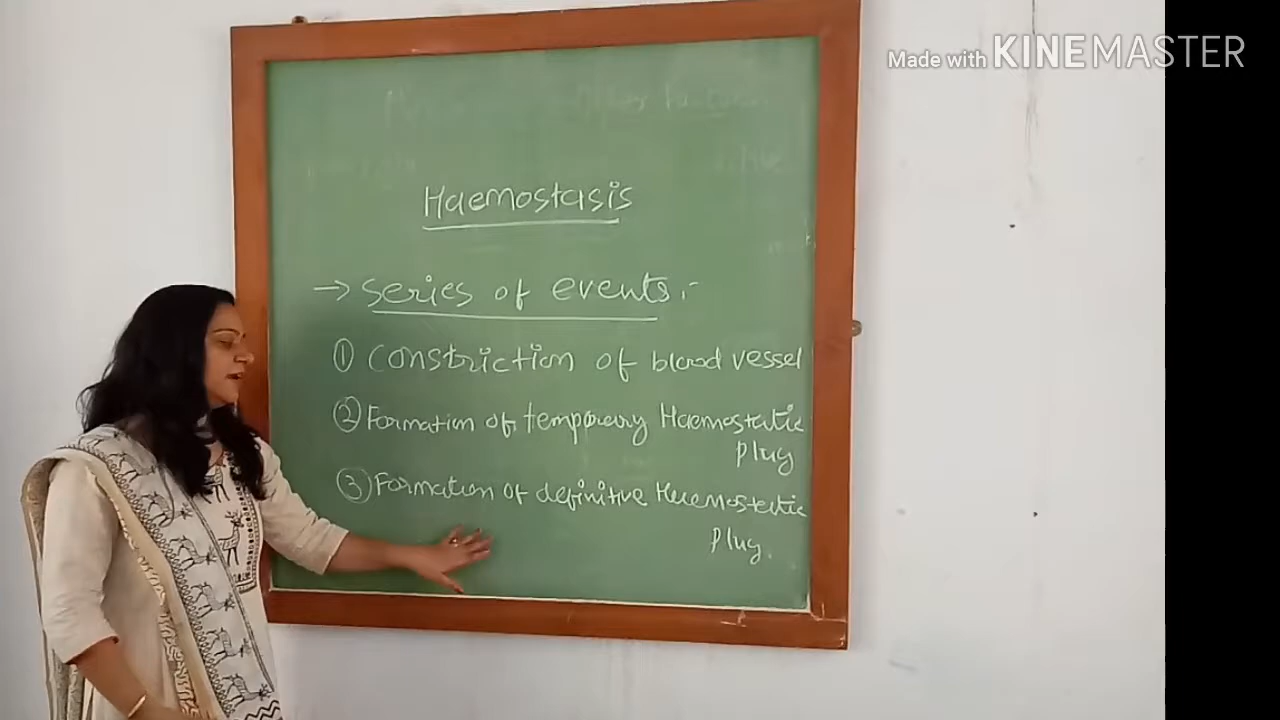 Made with KINEMASTER
Haemostasis
→ Series of events:-
① Constriction of blood vessel
② Formation of temporary Haemostatic
plug
③ Formation of definitive Haemostatic
plug.